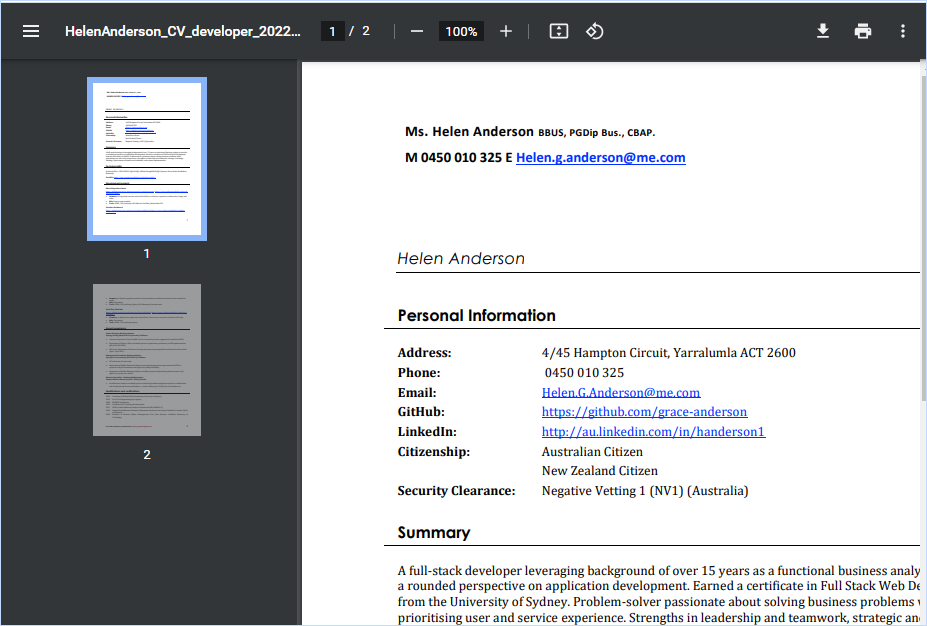 HelenAnderson_CV_developer_2022...
1 / 2
100%
Ms. Helen Anderson BBUS, PGDip Bus., CBAP.
M 0450 010 325 E Helen.g.anderson@me.com
Helen Anderson
Personal Information
Address: 4/45 Hampton Circuit, Yarralumla ACT 2600
Phone: 0450 010 325
Email: Helen.G.Anderson@me.com
GitHub: https://github.com/grace-anderson
LinkedIn: http://au.linkedin.com/in/handerson1
Citizenship: Australian Citizen
New Zealand Citizen
Security Clearance: Negative Vetting 1 (NV1) (Australia)
Summary
A full-stack developer leveraging background of over 15 years as a functional business analy
a rounded perspective on application development. Earned a certificate in Full Stack Web De
from the University of Sydney. Problem-solver passionate about solving business problems
prioritising user and service experience. Strengths in leadership and teamwork, strategic an
1
2